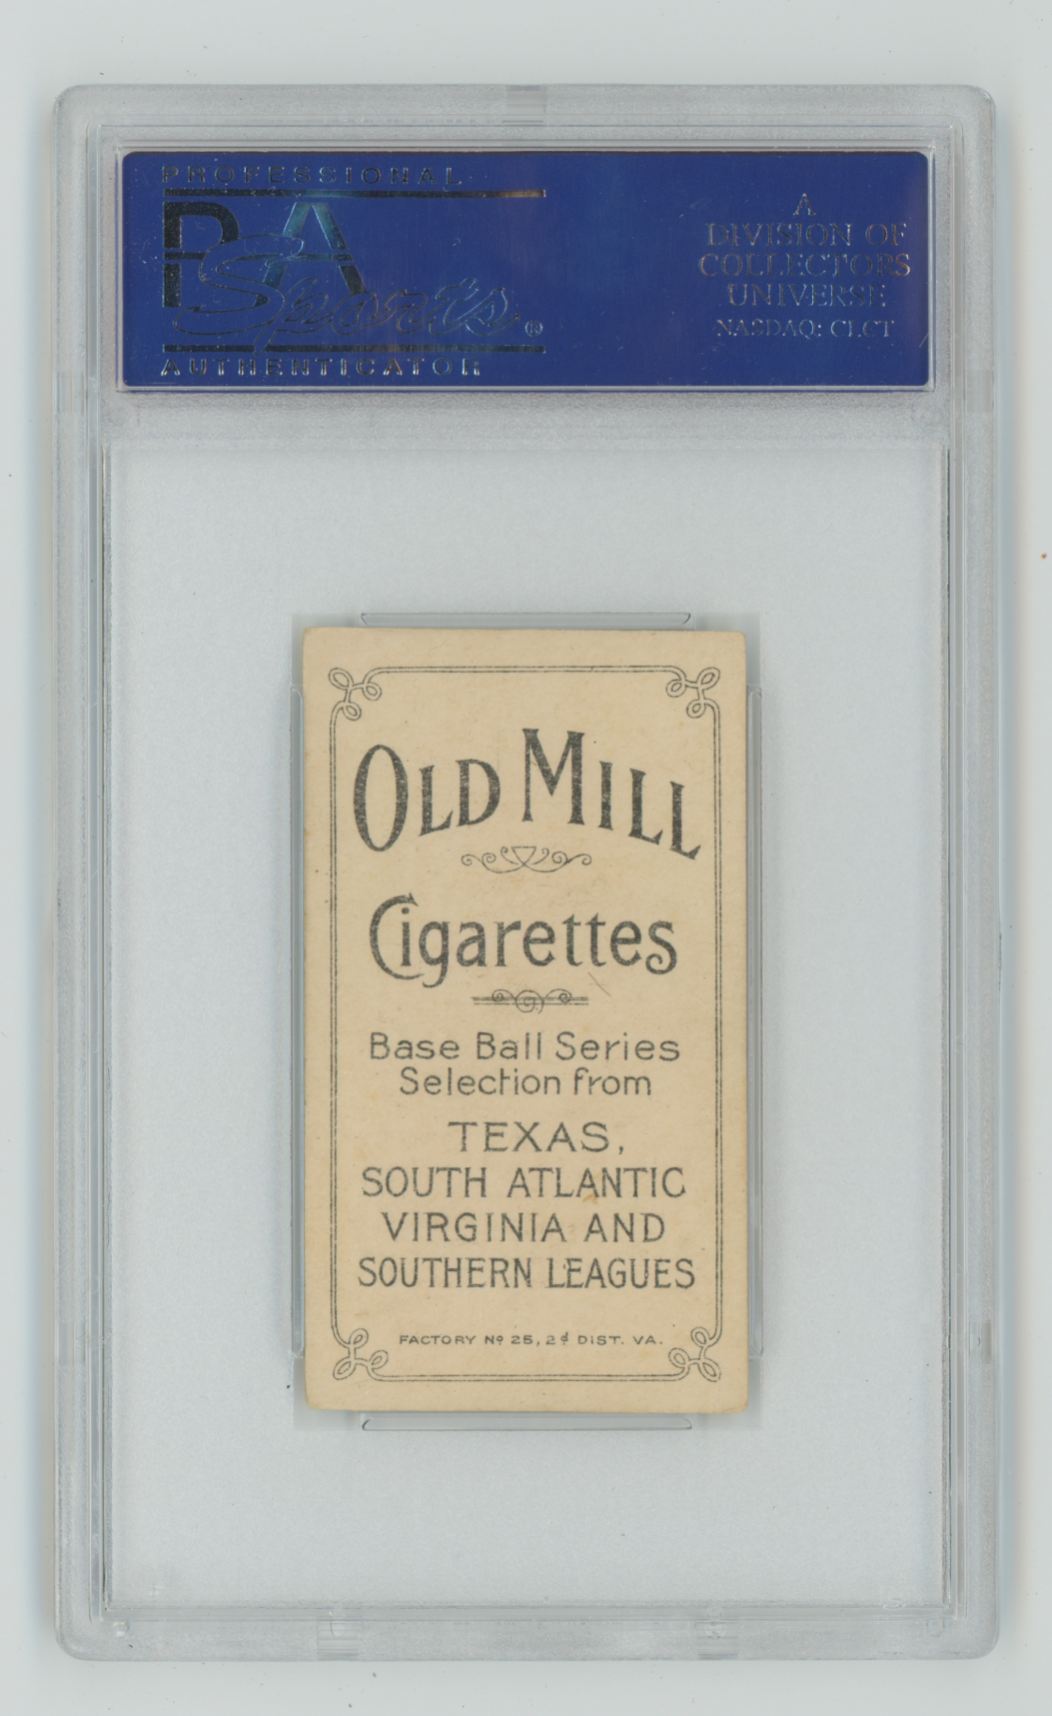 PROFESSIONAL
PSA
Sports®
AUTHENTICATOR
A
DIVISION OF
COLLECTORS
UNIVERSE
NASDAQ: CLCT
OLD MILL
Cigarettes
Base Ball Series
Selection from
TEXAS,
SOUTH ATLANTIC
VIRGINIA AND
SOUTHERN LEAGUES
FACTORY Nº 25, 2d DIST. VA.